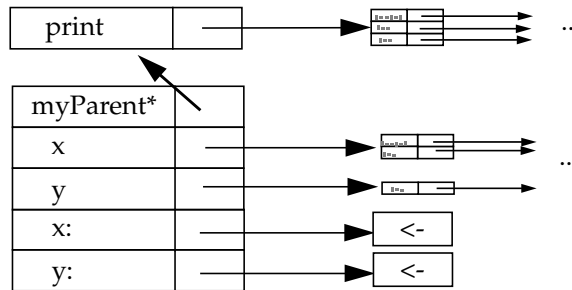 print
..
myParent*
x
y
..
x:
<-
y:
<-